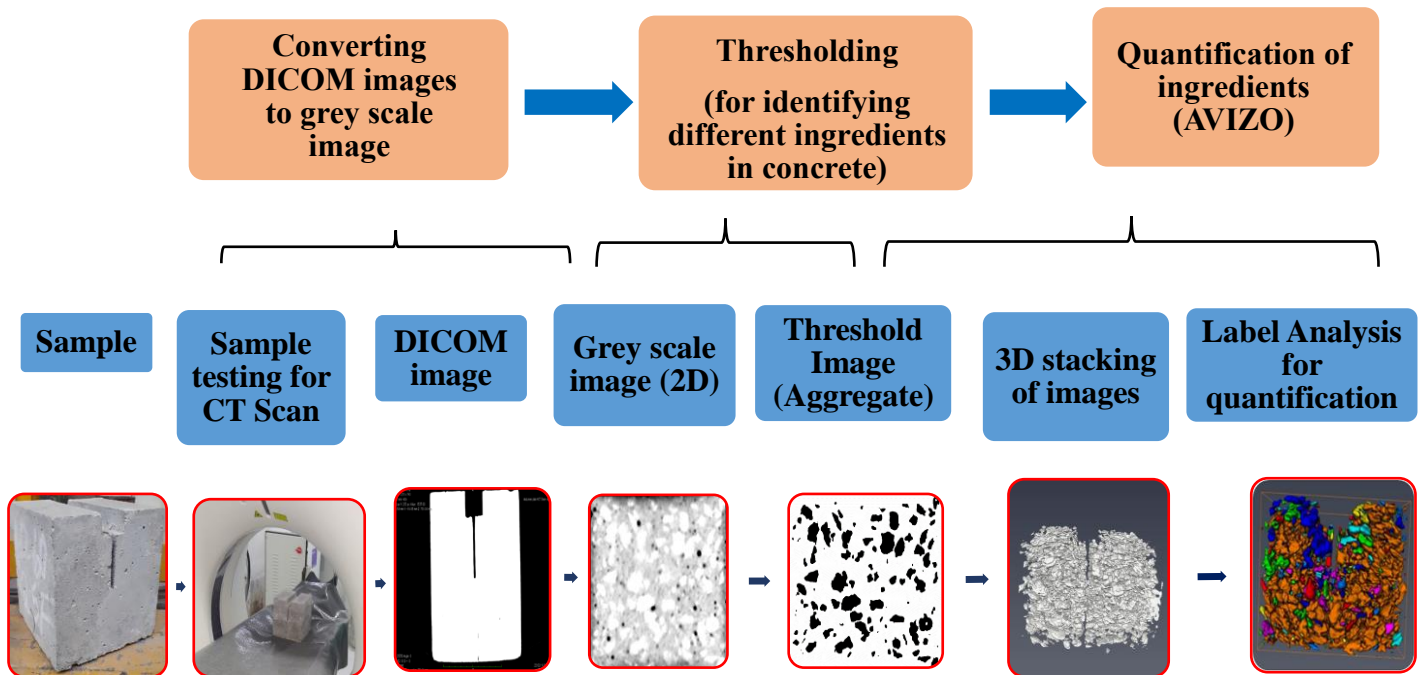 Converting
DICOM images
to grey scale
image
Thresholding
(for identifying
different ingredients
in concrete)
Quantification of
ingredients
(AVIZO)
Sample
Sample
testing for
CT Scan
DICOM
image
Grey scale
image (2D)
Threshold
Image
(Aggregate)
3D stacking
of images
Label Analysis
for
quantification